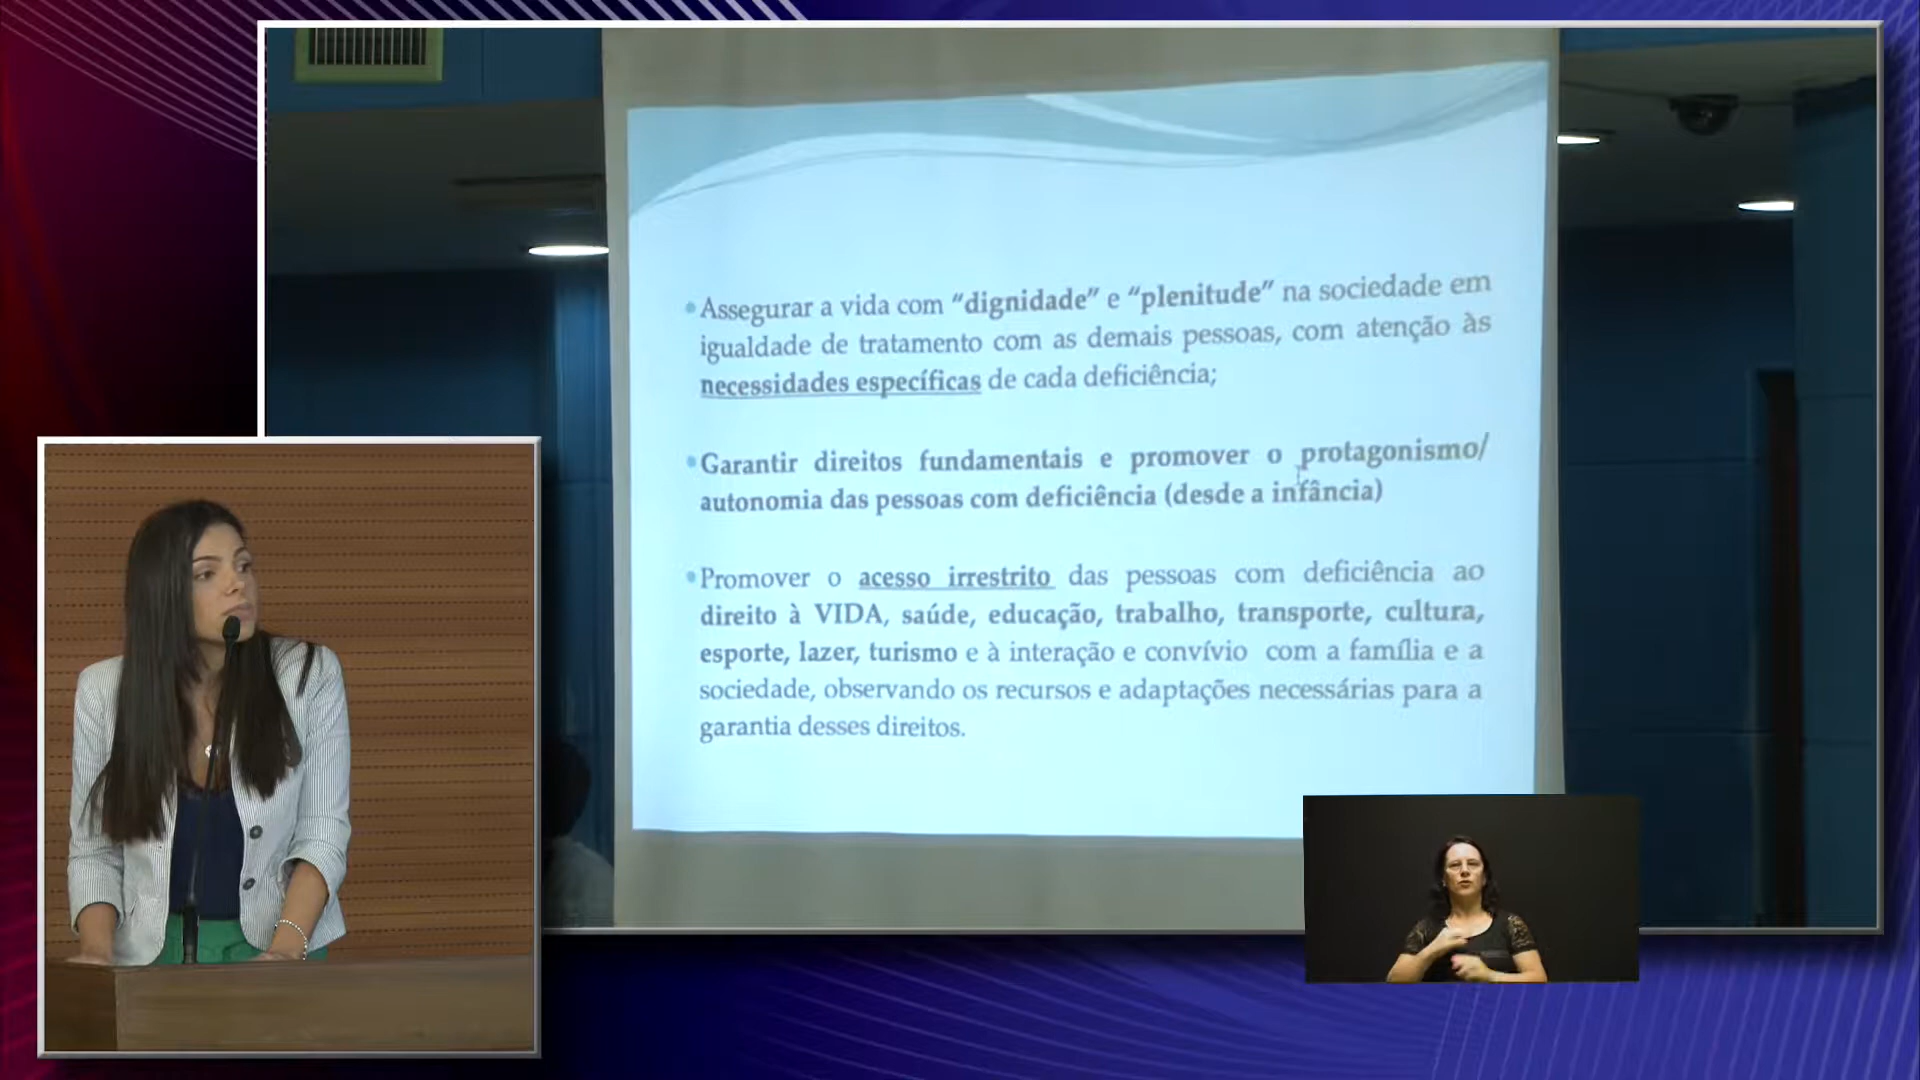 Assegurar a vida com “dignidade” e “plenitude” na sociedade em
igualdade de tratamento com as demais pessoas, com atenção às
necessidades específicas de cada deficiência;
Garantir direitos fundamentais e promover o protagonismo/
autonomia das pessoas com deficiência (desde a infância)
Promover o acesso irrestrito das pessoas com deficiência ao
direito à VIDA, saúde, educação, trabalho, transporte, cultura,
esporte, lazer, turismo e à interação e convívio com a família e a
sociedade, observando os recursos e adaptações necessárias para a
garantia desses direitos.